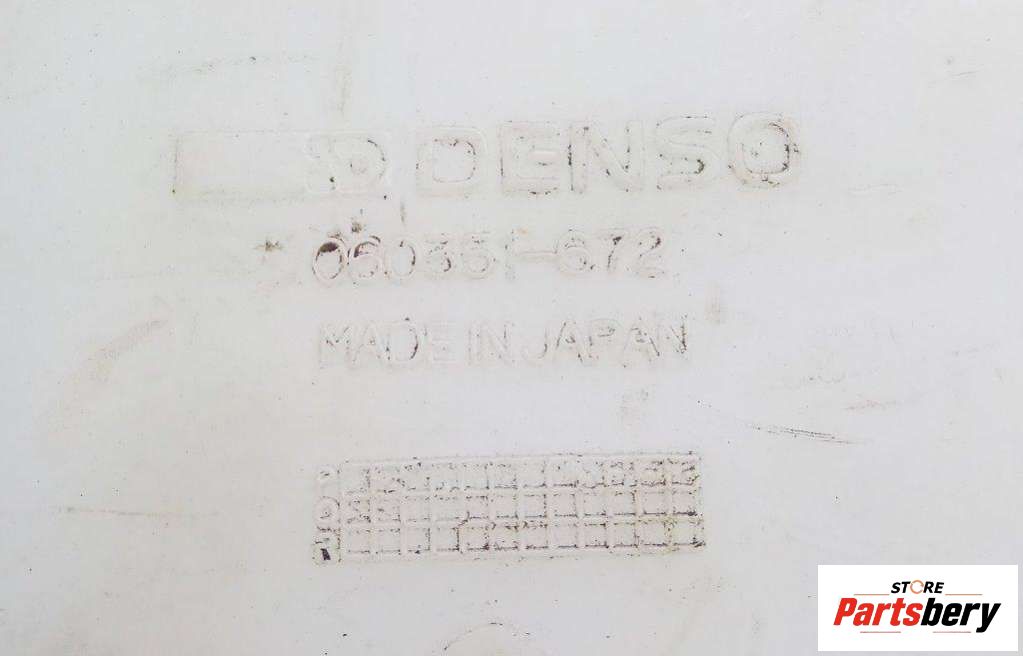 DENSO
060351-672
MADE IN JAPAN
STORE
Partsbery